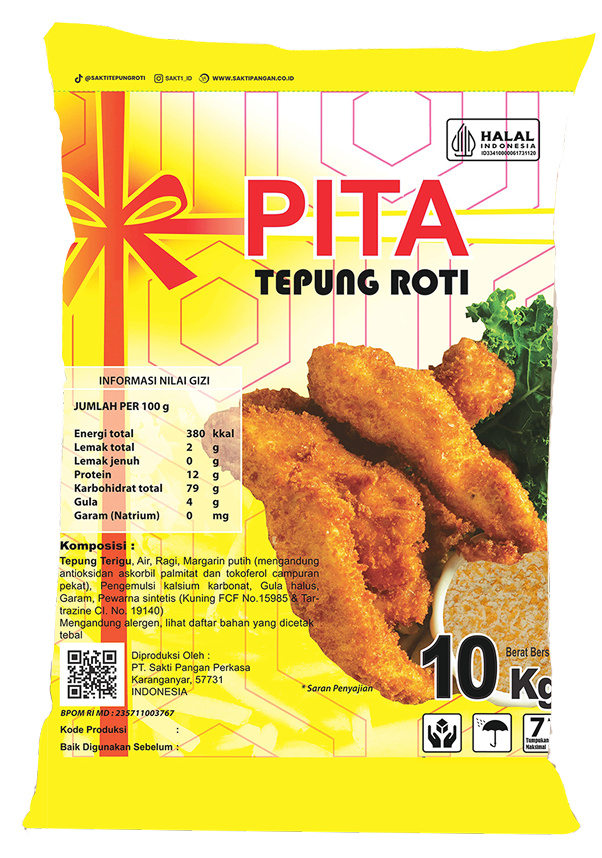 @SAKTITEPUNGROTI SAKT1_ID WWW.SAKTIPANGAN.CO.ID
HALAL
INDONESIA
ID33410000061731120
PITA
TEPUNG ROTI
INFORMASI NILAI GIZI
JUMLAH PER 100 g
Energi total 380 kkal
Lemak total 2 g
Lemak jenuh 0 g
Protein 12 g
Karbohidrat total 79 g
Gula 4 g
Garam (Natrium) 0 mg
Komposisi :
Tepung Terigu, Air, Ragi, Margarin putih (mengandung
antioksidan askorbil palmitat dan tokoferol campuran
pekat), Pengemulsi kalsium karbonat, Gula halus,
Garam, Pewarna sintetis (Kuning FCF No.15985 & Tar-
trazine CI. No. 19140)
Mengandung alergen, lihat daftar bahan yang dicetak
tebal
Diproduksi Oleh :
PT. Sakti Pangan Perkasa
Karanganyar, 57731
INDONESIA
* Saran Penyajian
Berat Bers
10 Kg
BPOM RI MD : 235711003767
Kode Produksi :
Baik Digunakan Sebelum :
7
Tumpukan
Maksimal